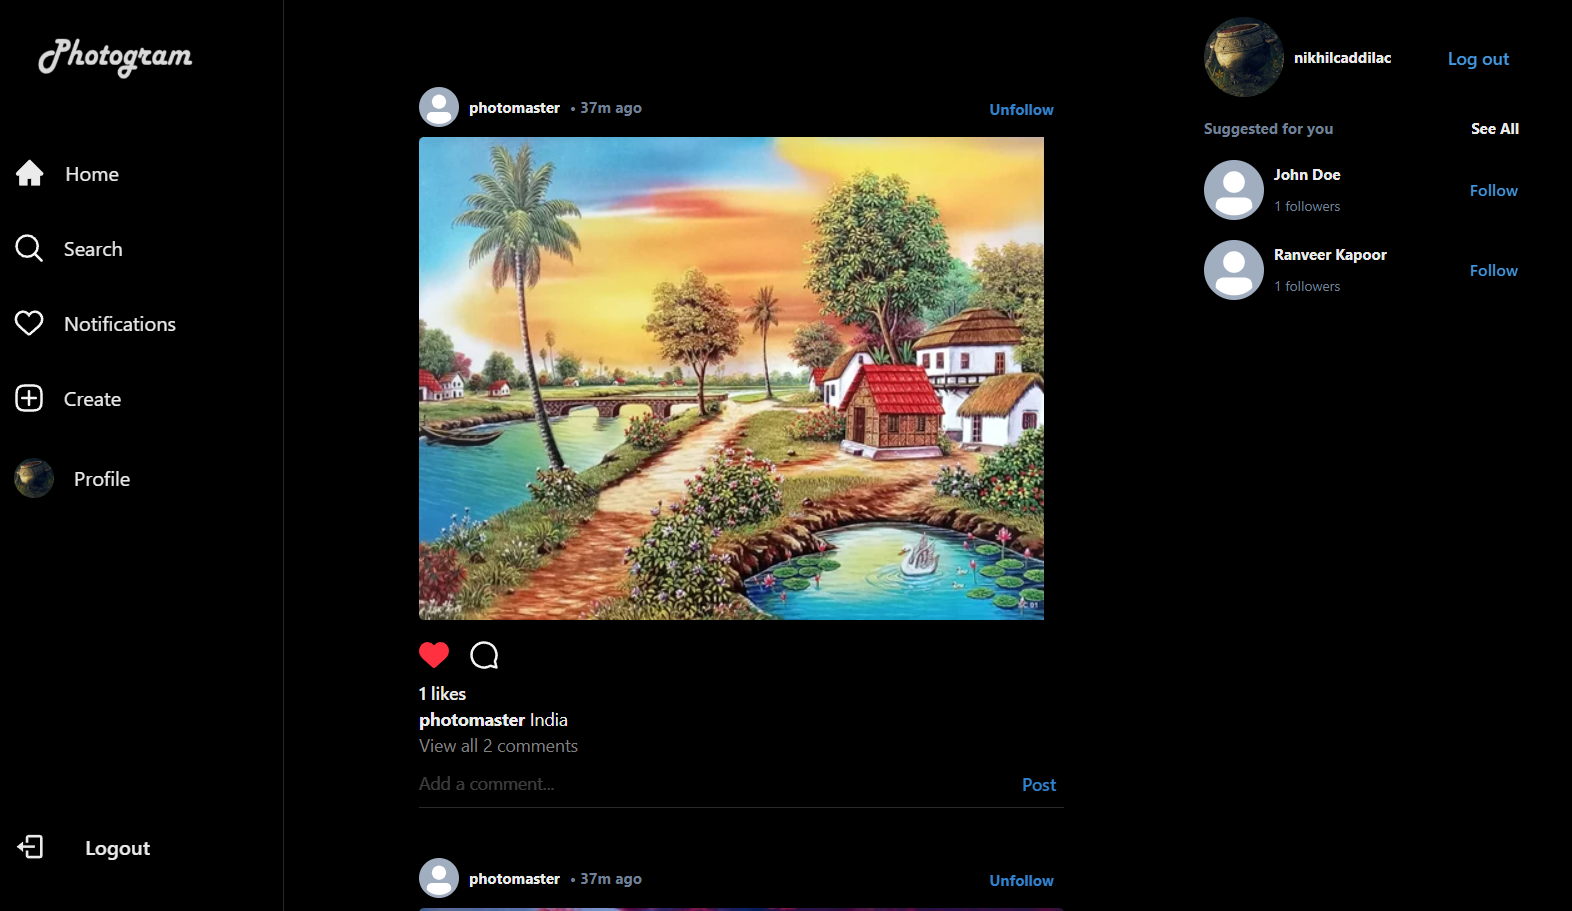 Photogram
Home
Search
Notifications
Create
Profile
Logout
photomaster • 37m ago
Unfollow
1 likes
photomaster India
View all 2 comments
Add a comment...
Post
photomaster • 37m ago
Unfollow
nikhilcaddilac
Log out
Suggested for you
See All
John Doe
1 followers
Follow
Ranveer Kapoor
1 followers
Follow